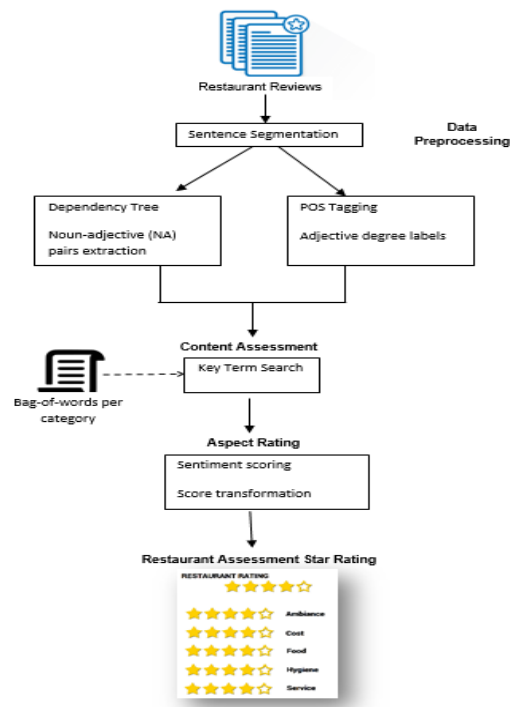 Restaurant Reviews
Sentence Segmentation
Data
Preprocessing
Dependency Tree
Noun-adjective (NA)
pairs extraction
POS Tagging
Adjective degree labels
Content Assessment
Key Term Search
Bag-of-words per
category
Aspect Rating
Sentiment scoring
Score transformation
Restaurant Assessment Star Rating
RESTAURANT RATING
Ambiance
Cost
Food
Hygiene
Service